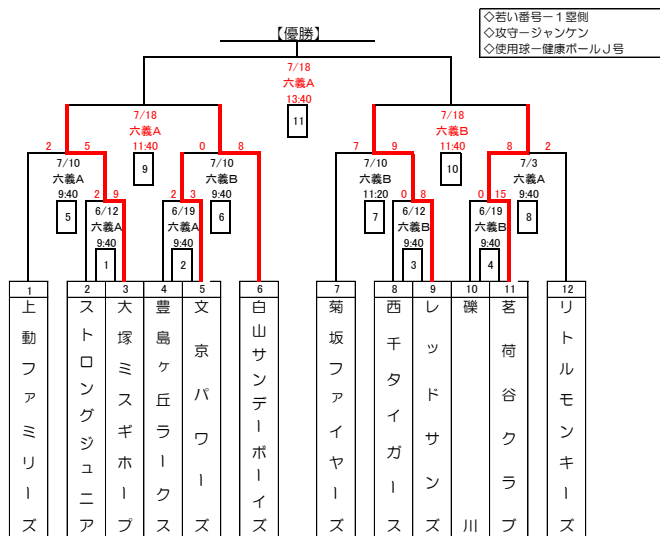 ◇若い番号ー1塁側
◇攻守ージャンケン
◇使用球ー健康ボールJ号
【優勝】
7/18
六義A
13:40
11
7/18
六義A
11:40
9
7/18
六義B
11:40
10
2 5
7/10
六義A
9:40
5
0 8
7/10
六義B
9:40
6
7 9
7/10
六義B
11:20
7
8 2
7/3
六義A
9:40
8
2 9
6/12
六義A
9:40
1
2 3
6/19
六義A
9:40
2
0 8
6/12
六義B
9:40
3
0 15
6/19
六義B
9:40
4
1
上動ファミリーズ
2
ストロングジュニア
3
大塚ミスギホープ
4
豊島ヶ丘ラークス
5
文京パワーズ
6
白山サンデーボーイズ
7
菊坂ファイヤーズ
8
西千タイガース
9
レッドサンズ
10
礫川
11
茗荷谷クラブ
12
リトルモンキーズ